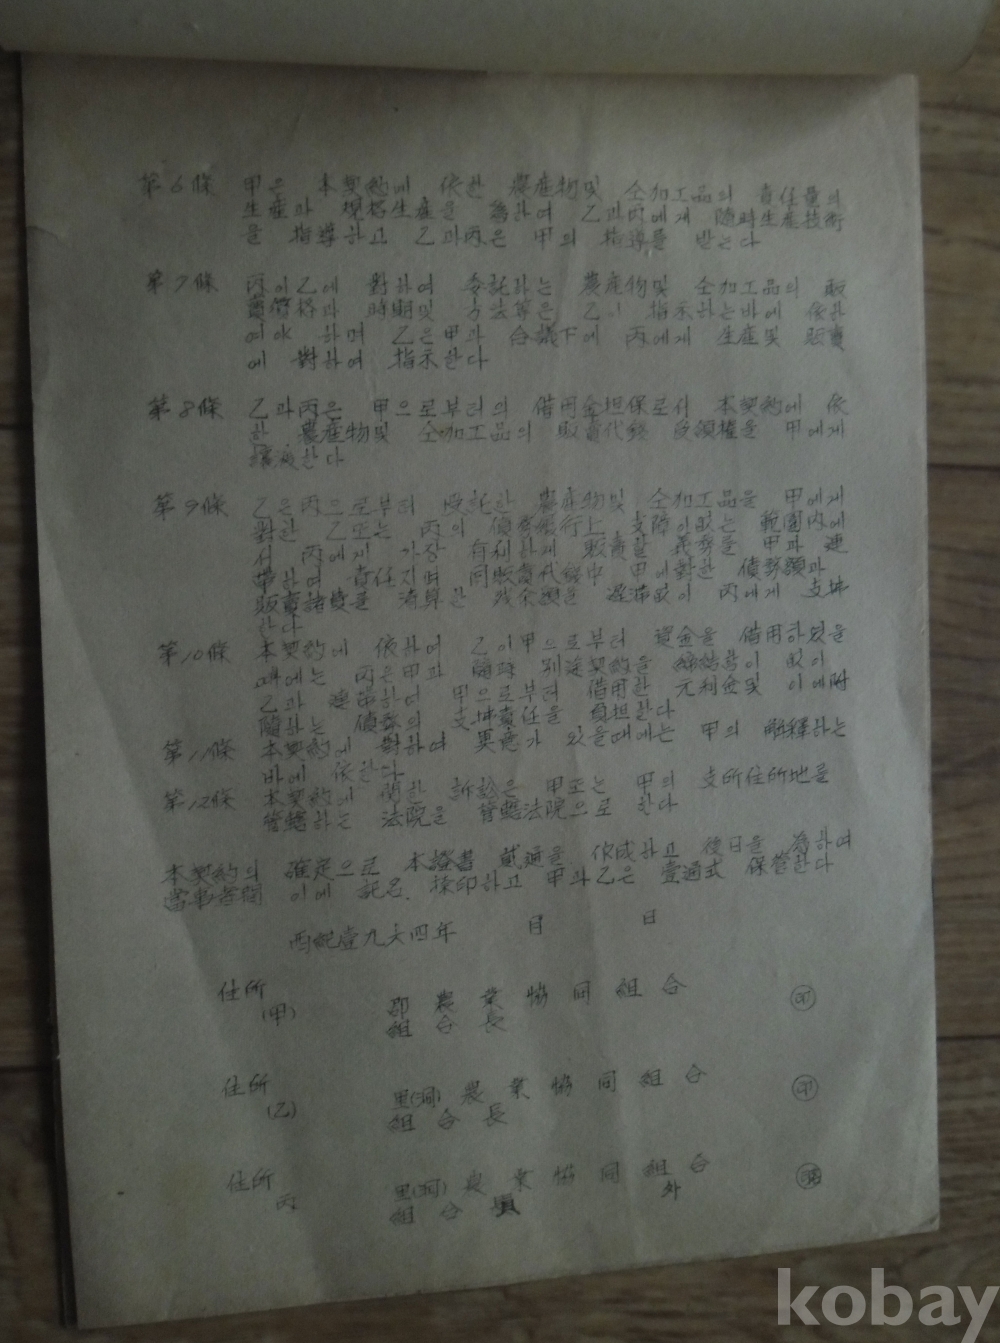 第6條 甲은 本契約에 依한 農産物및 仝加工品의 責任量의
生産과 規格生産을 爲하여 乙과丙에게 隨時生産技術
을 指導하고 乙과丙은 甲의 指導를 받는다
第7條 丙이乙에 對하여 委託하는 農産物및 仝加工品의 販
賣價格과 時期및 方法等은 乙이 指示하는바에 依하
여야 하며 乙은甲과 合議下에 丙에게 生産및 販賣
에 對하여 指示한다
第8條 乙과丙은 甲으로부터의 借用金担保로서 本契約에 依
한 農産物및 仝加工品의 販賣代金 受領權을 甲에게
讓渡한다
第9條 乙은丙으로부터 受託한 農産物및 仝加工品을 甲에게
對한 乙또는 丙의 債務履行上 支障이없는 範圍內에
서 丙에게 가장 有利하게 販賣할 義務를 甲과 連
帶하여 責任지며 同販賣代金中 甲에對한 債務額과
販賣諸費를 淸算한 残余額을 遲滯없이 丙에게 支拂
한다
第10條 本契約에 依하여 乙이甲으로부터 資金을 借用하였을
때에는 丙은甲과 隨時 別途契約을 締結함이 없이
乙과 連帶하여 甲으로부터 借用한 元利金및 이에附
隨하는 債務의 支拂責任을 負担한다
第11條 本契約에 對하여 異意가 있을때에는 甲의 解釋하는
바에 依한다
第12條 本契約에 関한 訴訟은 甲또는 甲의 支所住所地를
管轄하는 法院을 管轄法院으로 한다
本契約의 確定으로 本證書 貳通을 作成하고 後日을 為하여
當事者間 이에 記名 捺印하고 甲과乙은 壹通式 保管한다
西紀壹九六四年 月 日
住所
(甲) 郡農業協同組合 ㊞
組合長
住所
(乙) 里(洞)農業協同組合 ㊞
組合長
住所
丙 里(洞)農業協同組合
組合員 外
kobay